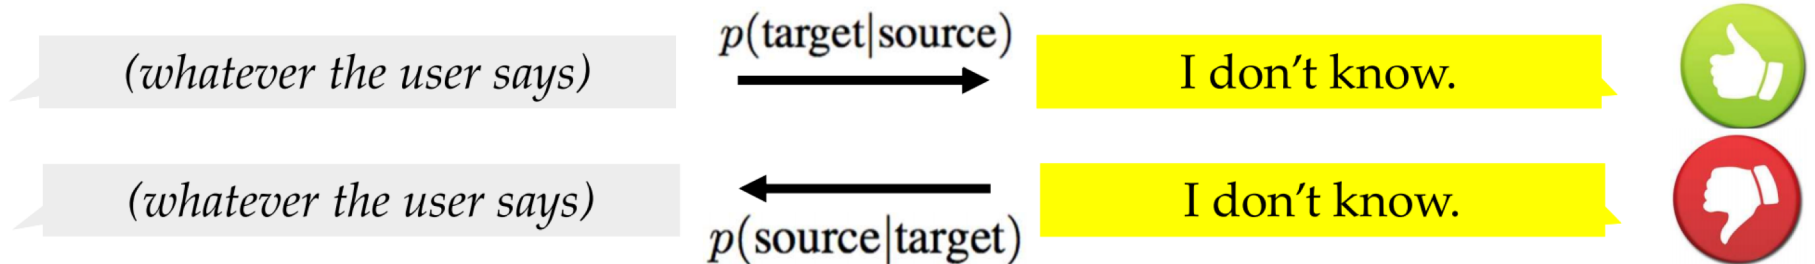 p(target|source)
(whatever the user says)
I don’t know.
(whatever the user says)
I don’t know.
p(source|target)